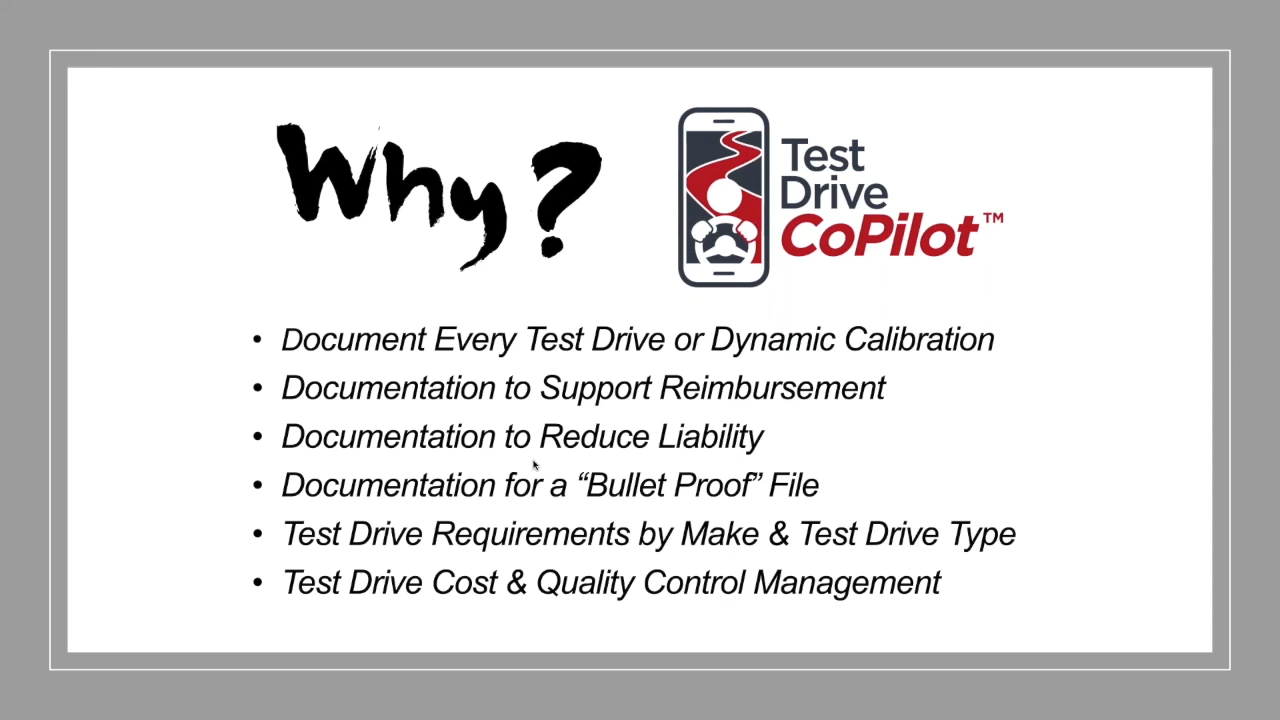 Why?
Test
Drive
CoPilot™
• Document Every Test Drive or Dynamic Calibration
• Documentation to Support Reimbursement
• Documentation to Reduce Liability
• Documentation for a “Bullet Proof” File
• Test Drive Requirements by Make & Test Drive Type
• Test Drive Cost & Quality Control Management